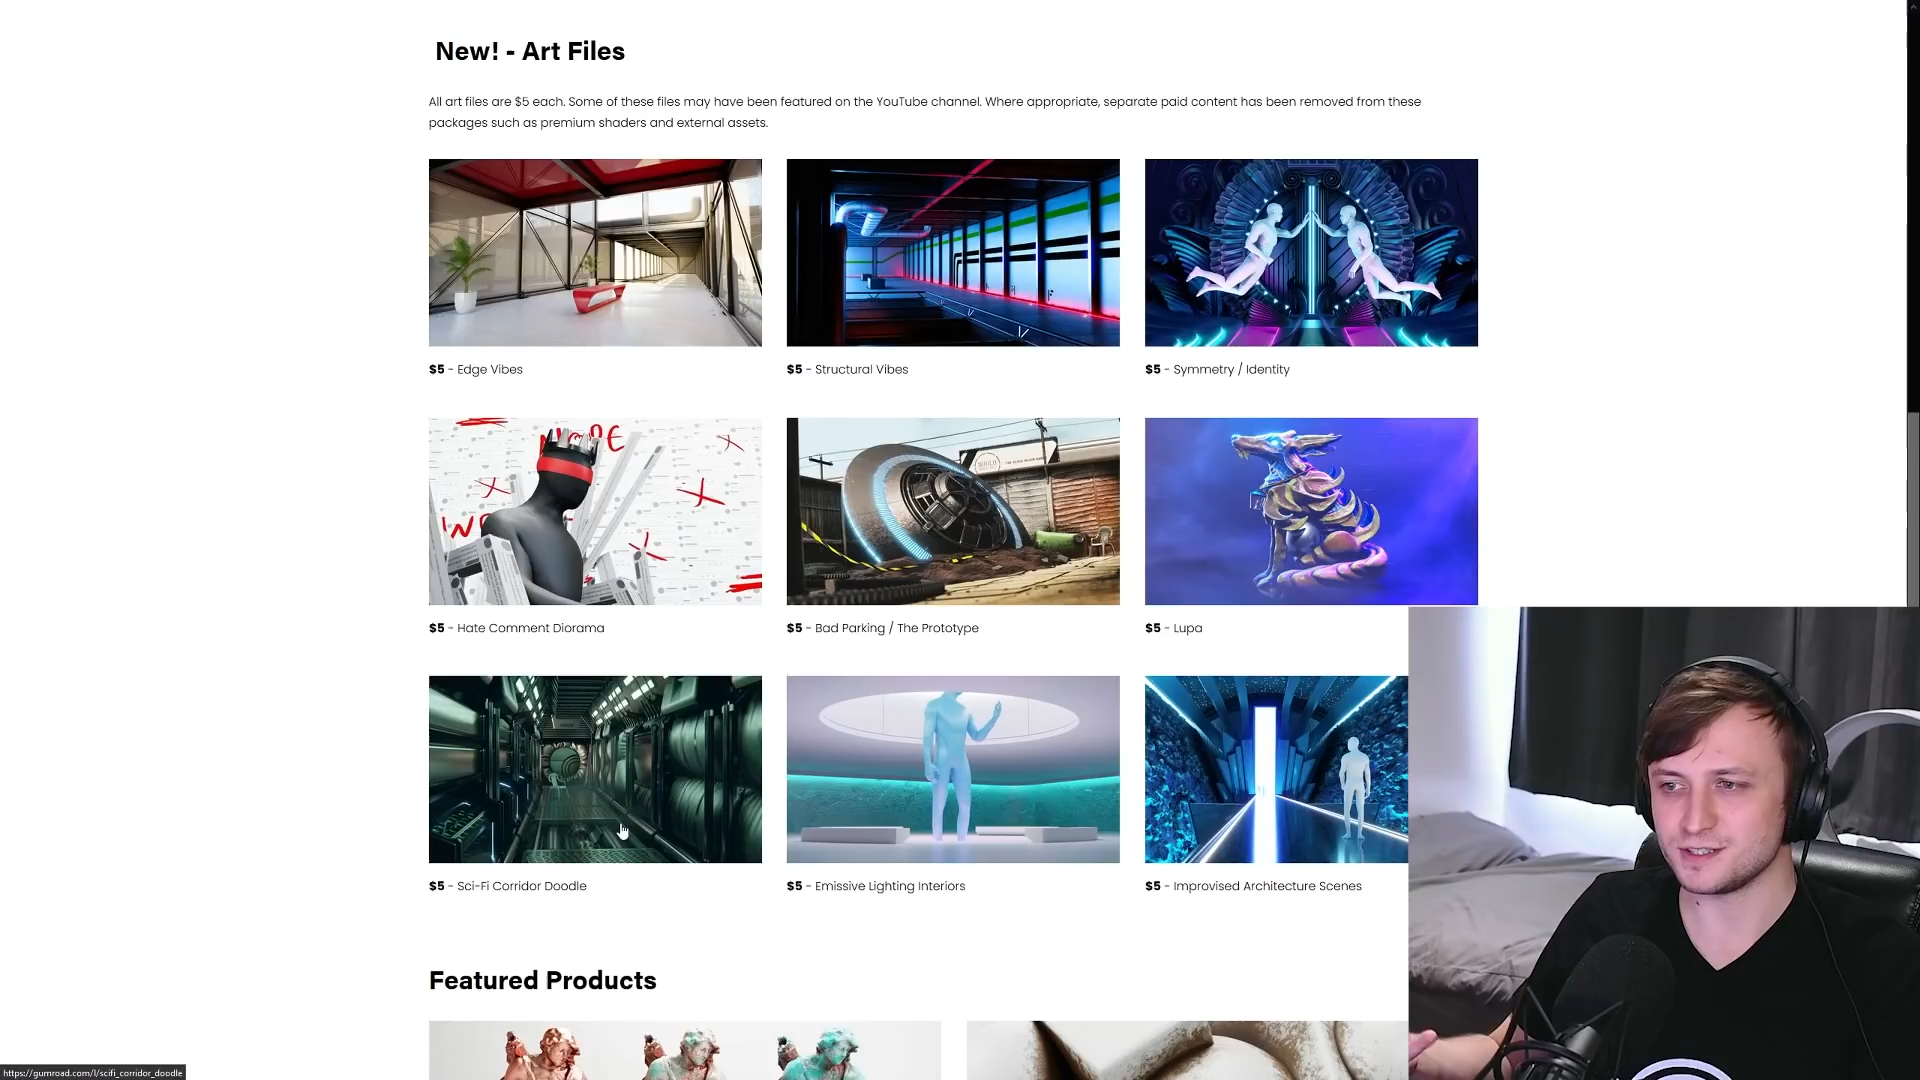 New! - Art Files
All art files are $5 each. Some of these files may have been featured on the YouTube channel. Where appropriate, separate paid content has been removed from these
packages such as premium shaders and external assets.
$5 - Edge Vibes
$5 - Structural Vibes
$5 - Symmetry / Identity
NOPE
$5 - Hate Comment Diorama
$5 - Bad Parking / The Prototype
$5 - Lupa
$5 - Sci-Fi Corridor Doodle
$5 - Emissive Lighting Interiors
$5 - Improvised Architecture Scenes
Featured Products
https://gumroad.com/l/scifi_corridor_doodle